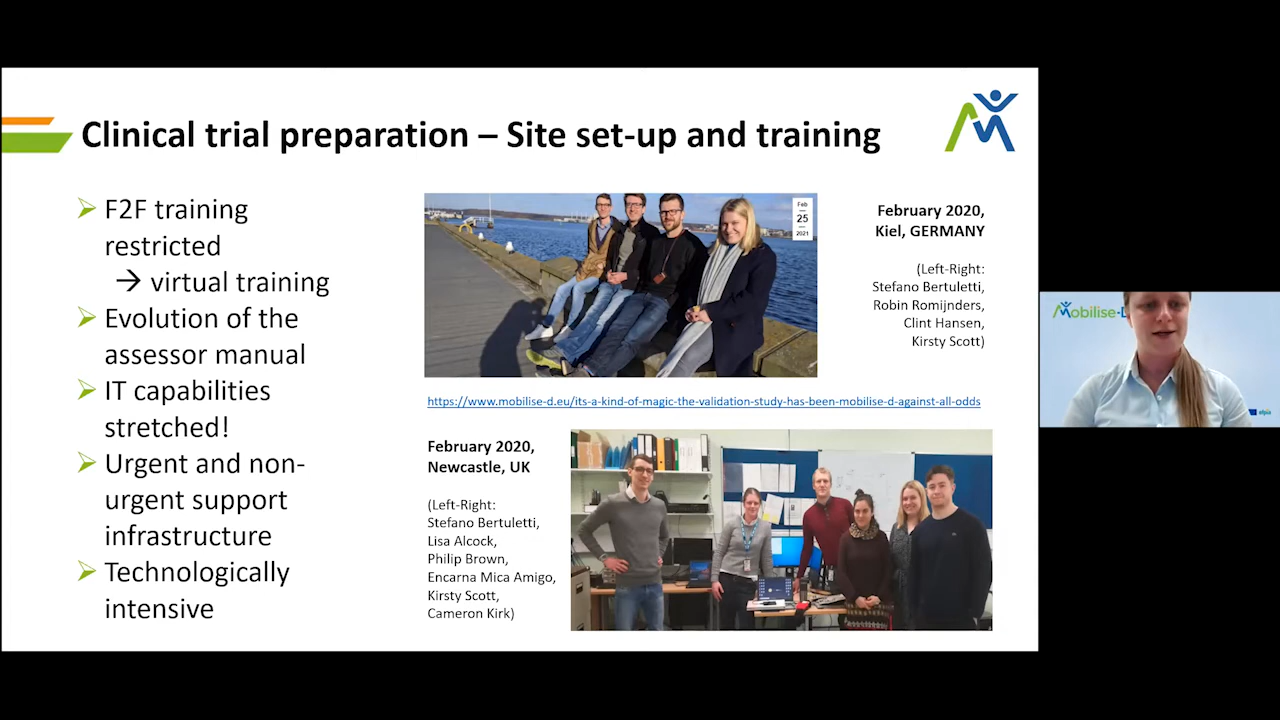 Clinical trial preparation – Site set-up and training
➢ F2F training
restricted
→ virtual training
➢ Evolution of the
assessor manual
➢ IT capabilities
stretched!
➢ Urgent and non-
urgent support
infrastructure
➢ Technologically
intensive
Feb
25
2021
February 2020,
Kiel, GERMANY
(Left-Right:
Stefano Bertuletti,
Robin Romijnders,
Clint Hansen,
Kirsty Scott)
https://www.mobilise-d.eu/its-a-kind-of-magic-the-validation-study-has-been-mobilise-d-against-all-odds
February 2020,
Newcastle, UK
(Left-Right:
Stefano Bertuletti,
Lisa Alcock,
Philip Brown,
Encarna Mica Amigo,
Kirsty Scott,
Cameron Kirk)
Mobilise-D
efpia